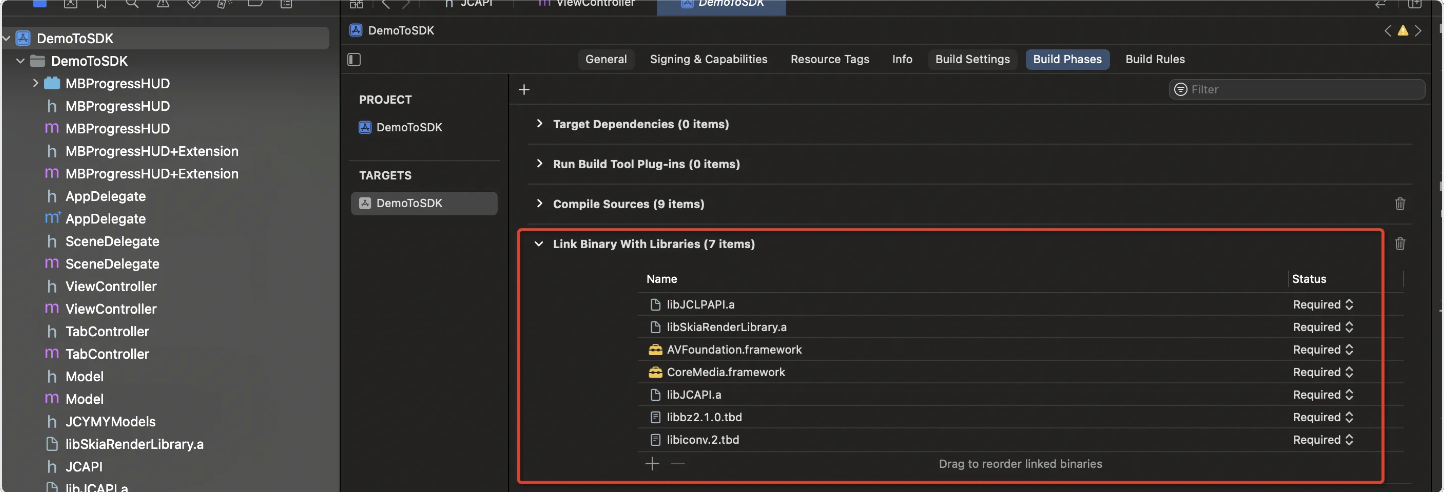 JCAPI
ViewController
DemoToSDK
DemoToSDK
DemoToSDK
MBProgressHUD
h MBProgressHUD
m MBProgressHUD
h MBProgressHUD+Extension
m MBProgressHUD+Extension
h AppDelegate
m AppDelegate
h SceneDelegate
m SceneDelegate
h ViewController
m ViewController
h TabController
m TabController
h Model
m Model
h JCYMYModels
libSkiaRenderLibrary.a
h JCAPI
libJCAPI.a
DemoToSDK
General Signing & Capabilities Resource Tags Info Build Settings Build Phases Build Rules
PROJECT
DemoToSDK
TARGETS
DemoToSDK
Filter
Target Dependencies (0 items)
Run Build Tool Plug-ins (0 items)
Compile Sources (9 items)
Link Binary With Libraries (7 items)
Name Status
libJCLPAPI.a Required
libSkiaRenderLibrary.a Required
AVFoundation.framework Required
CoreMedia.framework Required
libJCAPI.a Required
libbz2.1.0.tbd Required
libiconv.2.tbd Required
Drag to reorder linked binaries